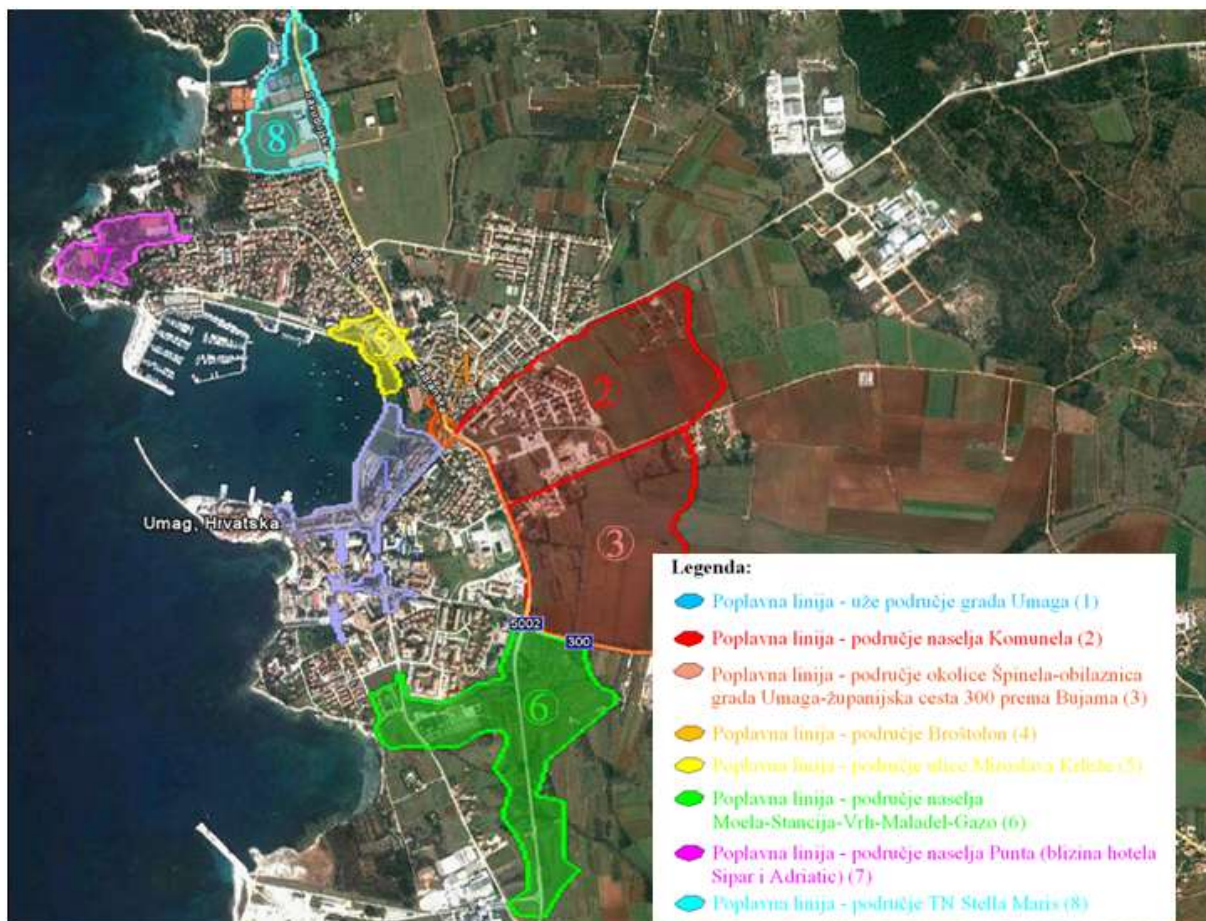 8
Savudrijska
5
4
2
Umag, Hrvatska
3
5002
300
6
Legenda:
Poplavna linija - uže područje grada Umaga (1)
Poplavna linija - područje naselja Komunela (2)
Poplavna linija - područje okolice Špinela-obilaznica
grada Umaga-županijska cesta 300 prema Bujama (3)
Poplavna linija - područje Broštolon (4)
Poplavna linija - područje ulice Miroslava Krleže (5)
Poplavna linija - područje naselja
Moela-Stancija-Vrh-Maladel-Gazo (6)
Poplavna linija - područje naselja Punta (blizina hotela
Sipar i Adriatic) (7)
Poplavna linija - područje TN Stella Maris (8)